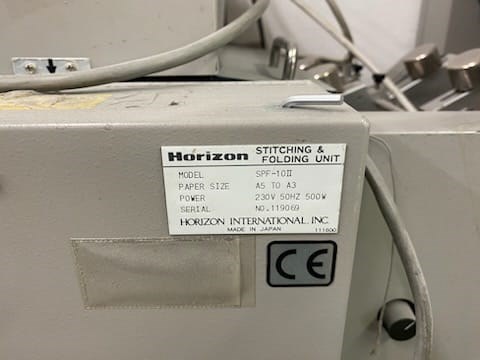 Horizon STITCHING & FOLDING UNIT
MODEL SPF-10II
PAPER SIZE A5 TO A3
POWER 230V 50HZ 500W
SERIAL NO.119069
HORIZON INTERNATIONAL INC.
MADE IN JAPAN 111600
CE